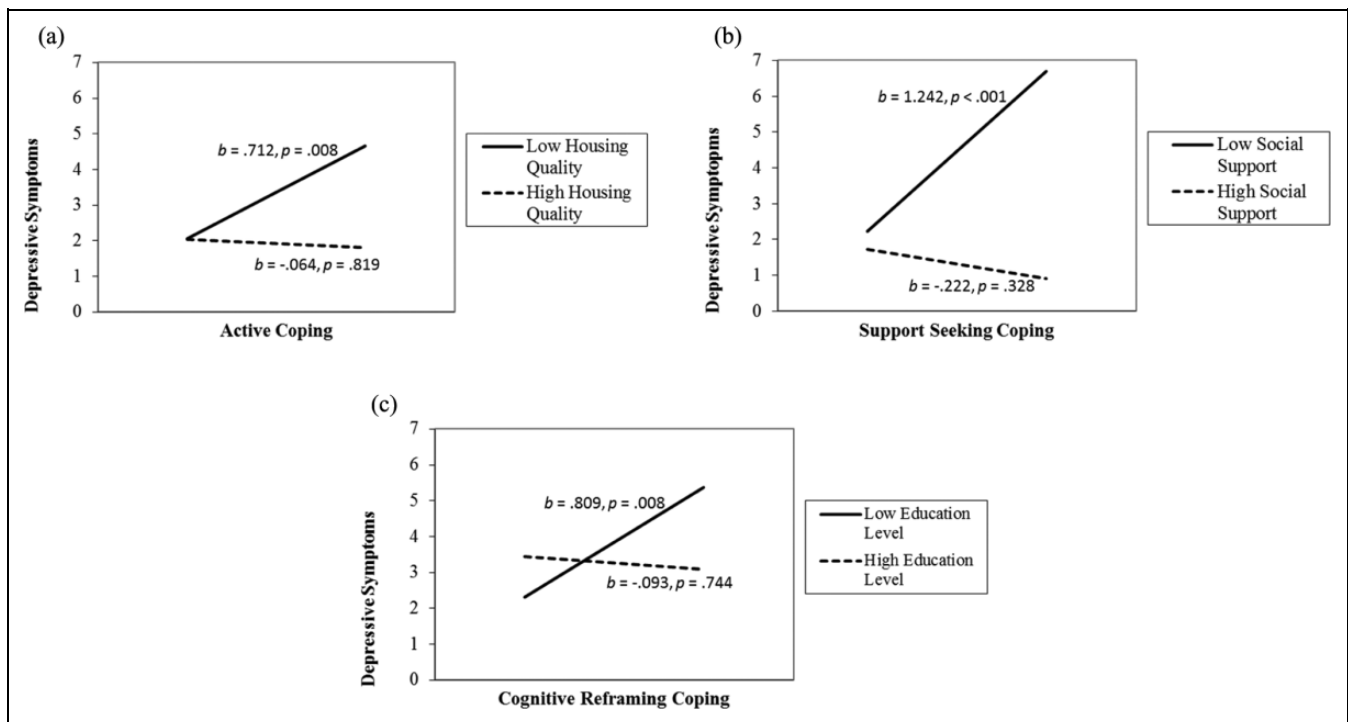 (a)
7
6
5
4
3
2
1
0
Depressive Symptoms
b = .712, p = .008
b = -.064, p = .819
Active Coping
Low Housing
Quality
High Housing
Quality
(b)
7
6
5
4
3
2
1
0
Depressive Symptopms
b = 1.242, p < .001
b = -.222, p = .328
Support Seeking Coping
Low Social
Support
High Social
Support
(c)
7
6
5
4
3
2
1
0
Depressive Symptoms
b = .809, p = .008
b = -.093, p = .744
Cognitive Reframing Coping
Low Education
Level
High Education
Level